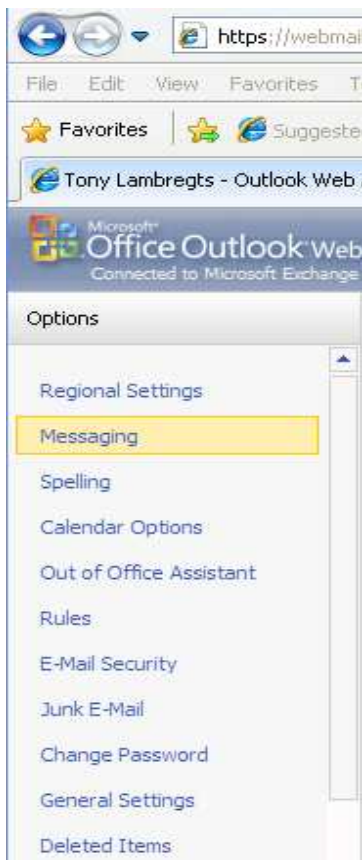 https://webmai
File Edit View Favorites T
Favorites Suggeste
Tony Lambregts - Outlook Web
Microsoft®
Office Outlook Web
Connected to Microsoft Exchange
Options
Regional Settings
Messaging
Spelling
Calendar Options
Out of Office Assistant
Rules
E-Mail Security
Junk E-Mail
Change Password
General Settings
Deleted Items